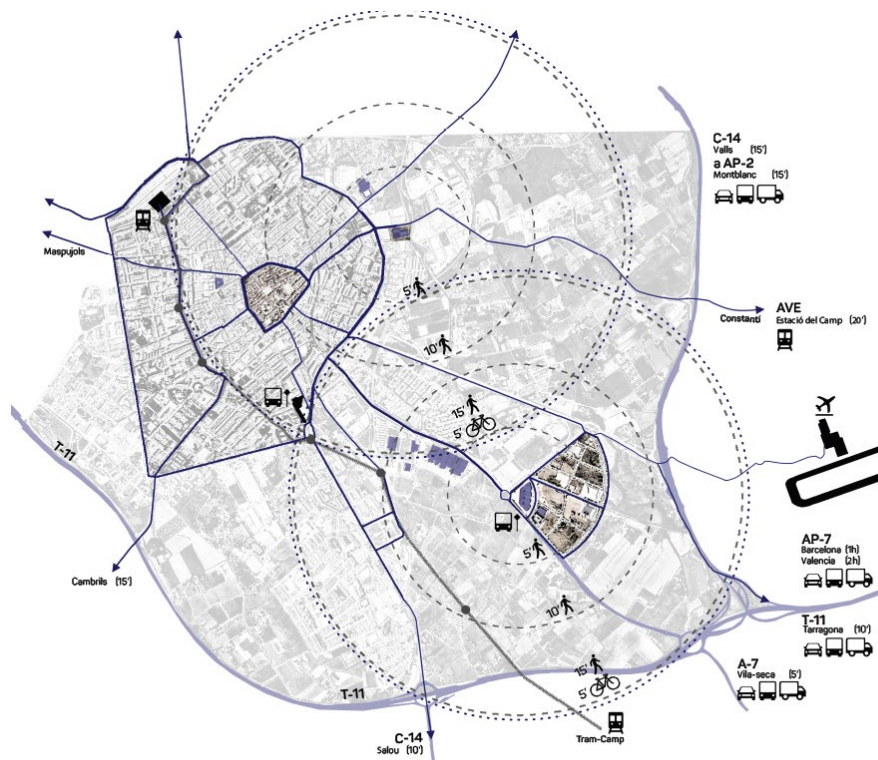 C-14
Valls (15')
a AP-2
Montblanc (15')
Maspujols
5'
Constantí
AVE
Estació del Camp (20')
10'
15'
5'
T-11
5'
AP-7
Barcelona (1h)
Valencia (2h)
Cambrils (15')
10'
T-11
Tarragona (10')
15'
A-7
Vila-seca (5')
5'
T-11
C-14
Salou (10')
Tram-Camp